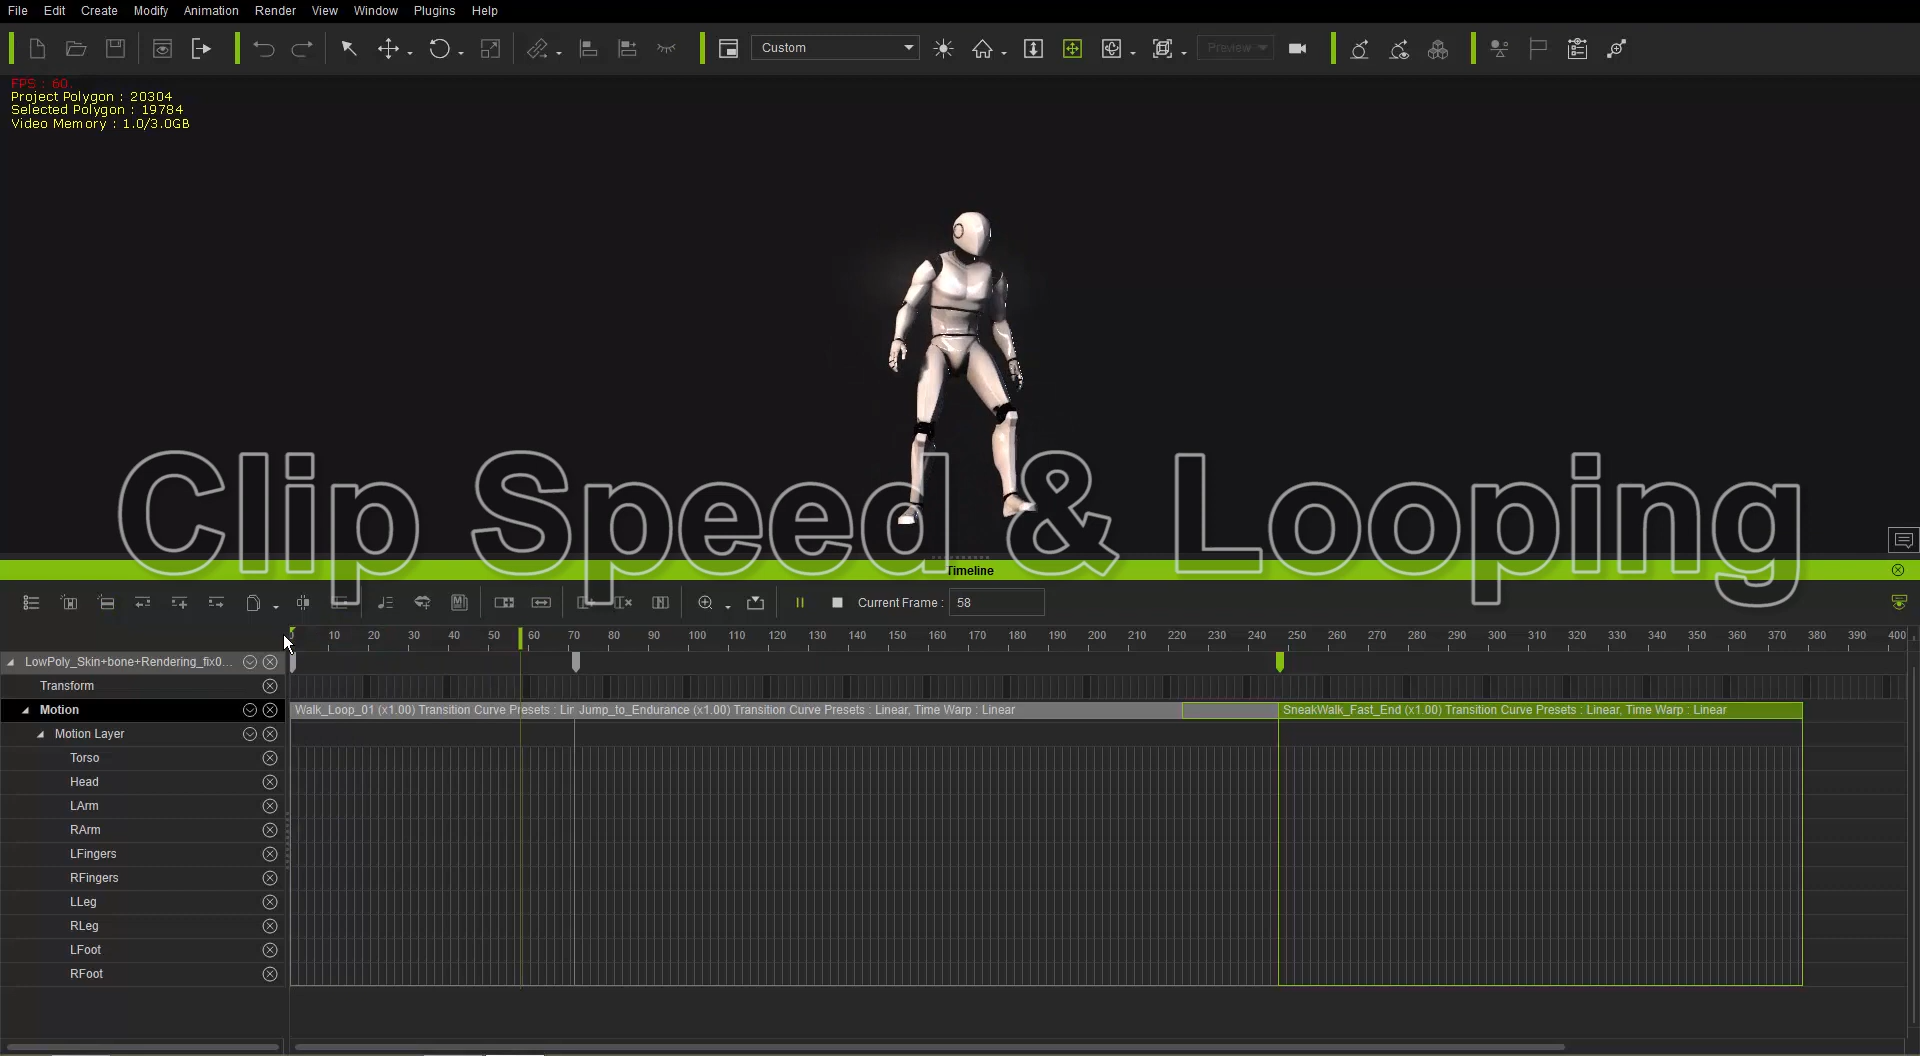 File Edit Create Modify Animation Render View Window Plugins Help
Custom
Preview
FPS : 60
Project Polygon : 20304
Selected Polygon : 19784
Video Memory : 1.0/3.0GB
Clip Speed & Looping
Timeline
Current Frame : 58
0 10 20 30 40 50 60 70 80 90 100 110 120 130 140 150 160 170 180 190 200 210 220 230 240 250 260 270 280 290 300 310 320 330 340 350 360 370 380 390 400
LowPoly_Skin+bone+Rendering_fix0...
Transform
Motion
Walk_Loop_01 (x1.00) Transition Curve Presets : Lir Jump_to_Endurance (x1.00) Transition Curve Presets : Linear, Time Warp : Linear
SneakWalk_Fast_End (x1.00) Transition Curve Presets : Linear, Time Warp : Linear
Motion Layer
Torso
Head
LArm
RArm
LFingers
RFingers
LLeg
RLeg
LFoot
RFoot